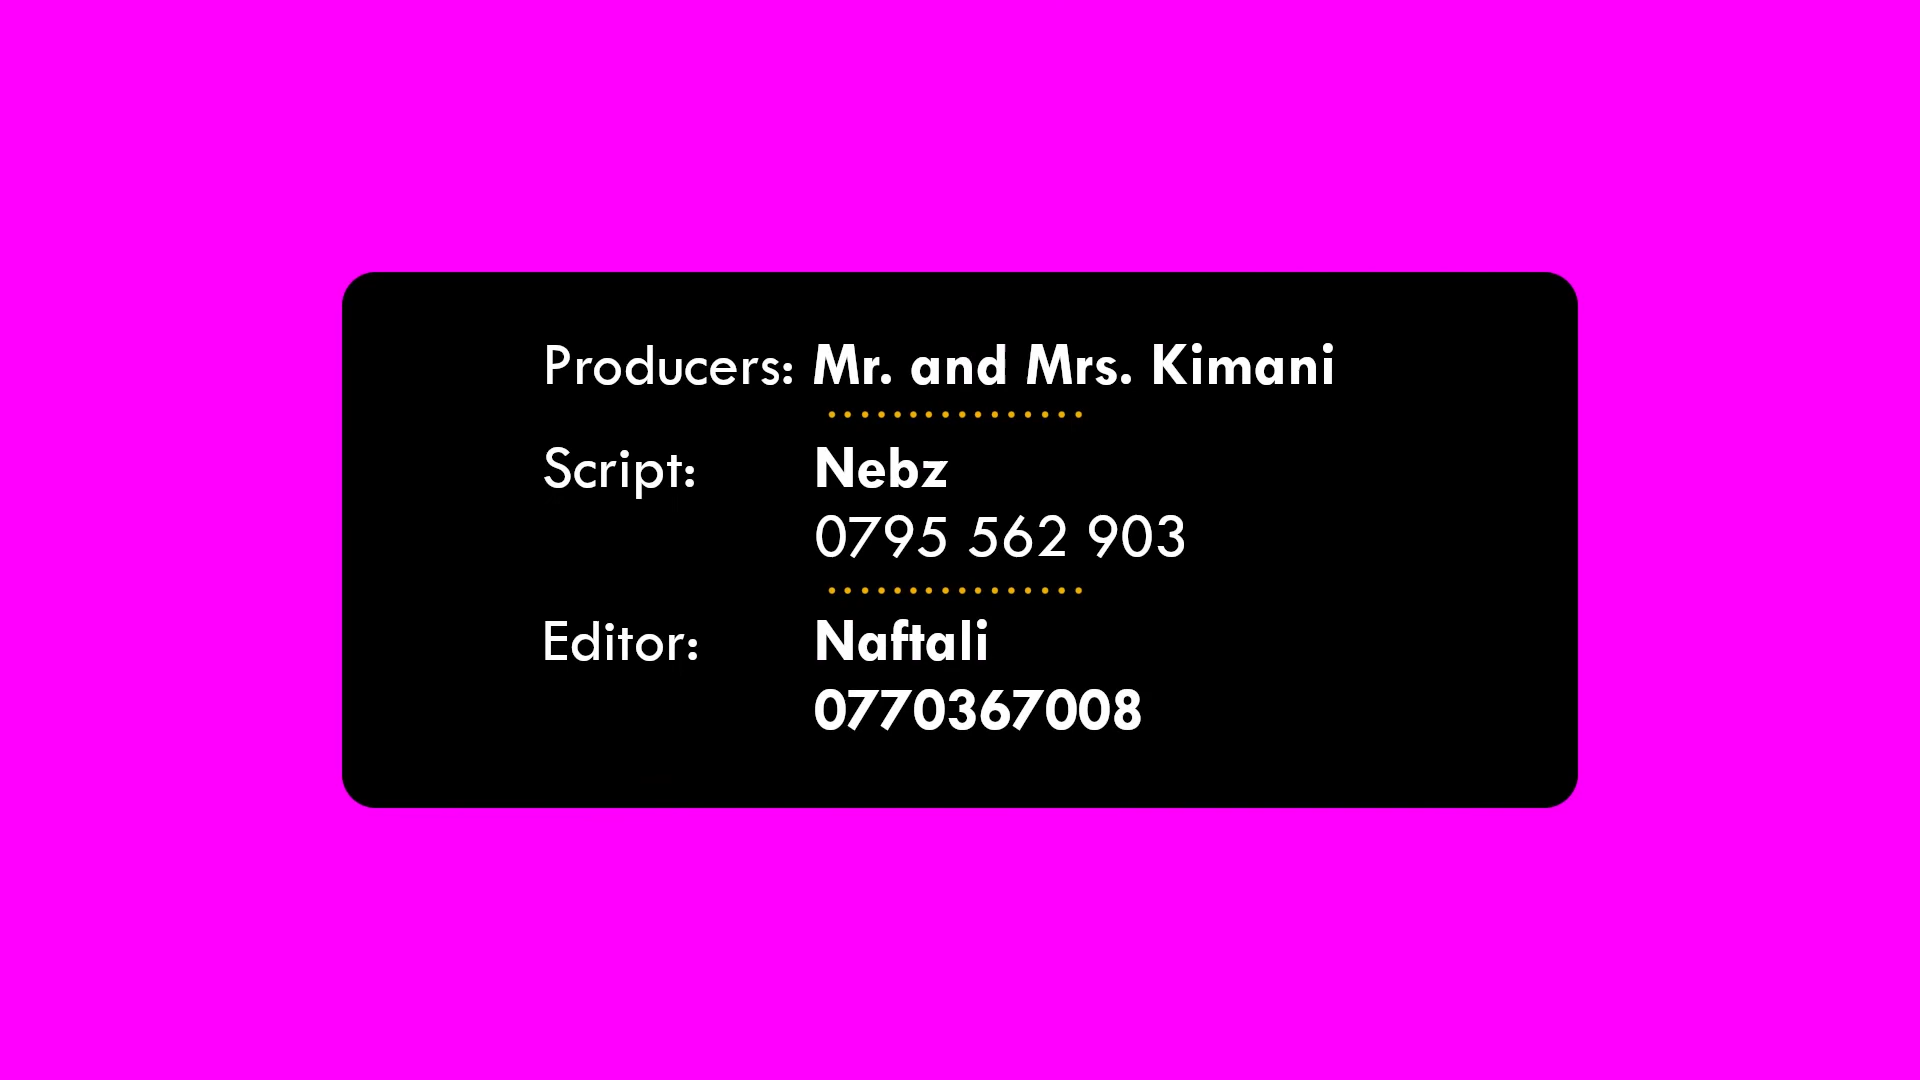 Producers: Mr. and Mrs. Kimani
Script: Nebz
0795 562 903
Editor: Naftali
0770367008